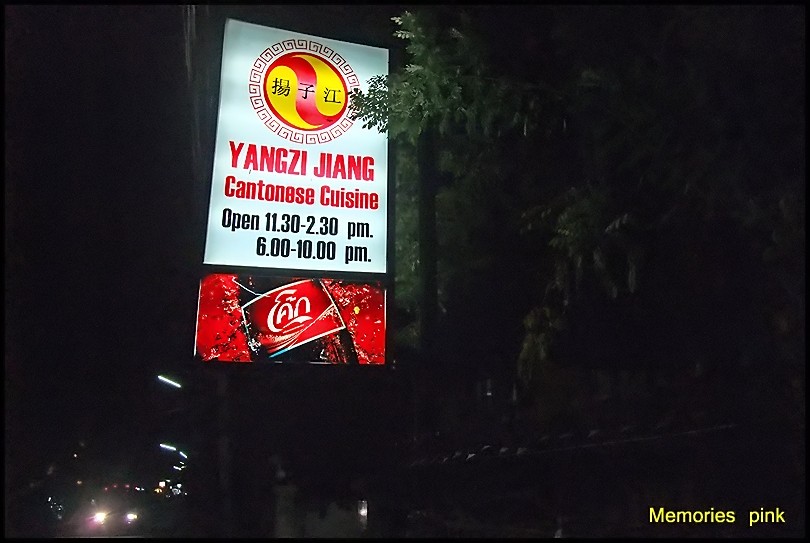 揚子江
YANGZI JIANG
Cantonese Cuisine
Open 11.30-2.30 pm.
6.00-10.00 pm.
โค้ก
Memories pink